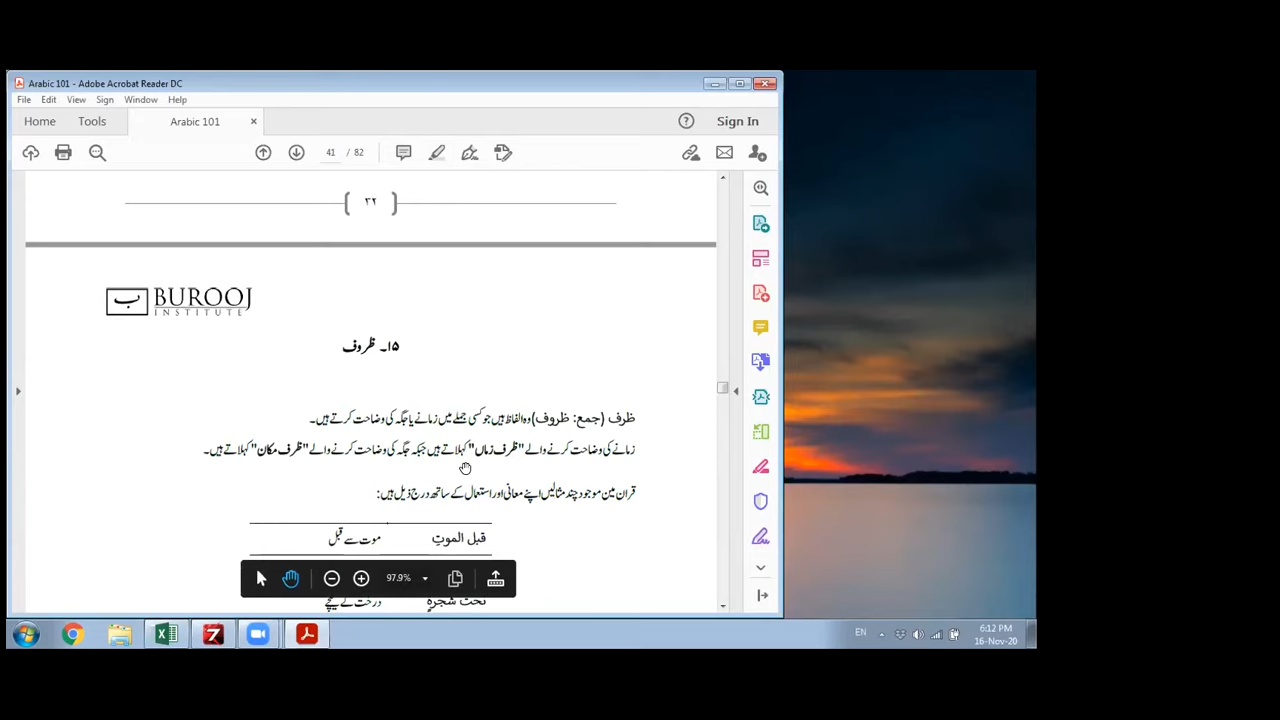 Arabic 101 - Adobe Acrobat Reader DC
File Edit View Sign Window Help
Home Tools Arabic 101 Sign In
41 / 82
۳۲
ب BUROOJ
INSTITUTE
۱۵۔ ظروف
ظرف (جمع: ظروف) وہ الفاظ ہیں جو کسی جملے میں زمانے یا جگہ کی وضاحت کرتے ہیں۔
زمانے کی وضاحت کرنے والے "ظرف زماں" کہلاتے ہیں جبکہ جگہ کی وضاحت کرنے والے "ظرف مکان" کہلاتے ہیں۔
قران مین موجود چند مثالیں اپنے معانی اور استعمال کے ساتھ درج ذیل ہیں:
قبل الموتِ موت سے قبل
97.9%
تحت شجرةٍ درخت کے نیچے
EN 6:12 PM
16-Nov-20